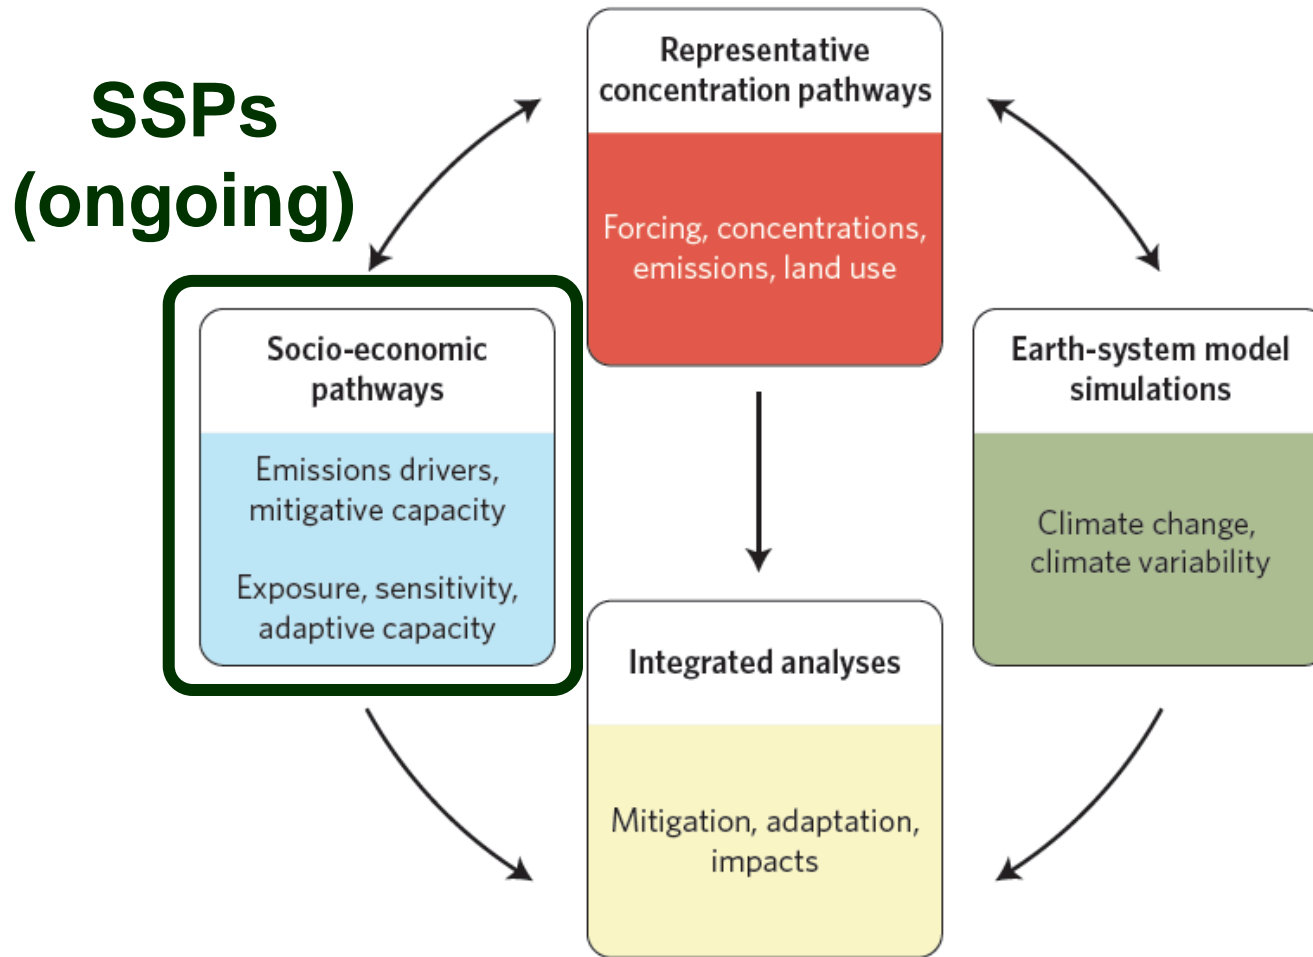 SSPs
(ongoing)
Representative
concentration pathways
Forcing, concentrations,
emissions, land use
Socio-economic
pathways
Emissions drivers,
mitigative capacity
Exposure, sensitivity,
adaptive capacity
Earth-system model
simulations
Climate change,
climate variability
Integrated analyses
Mitigation, adaptation,
impacts